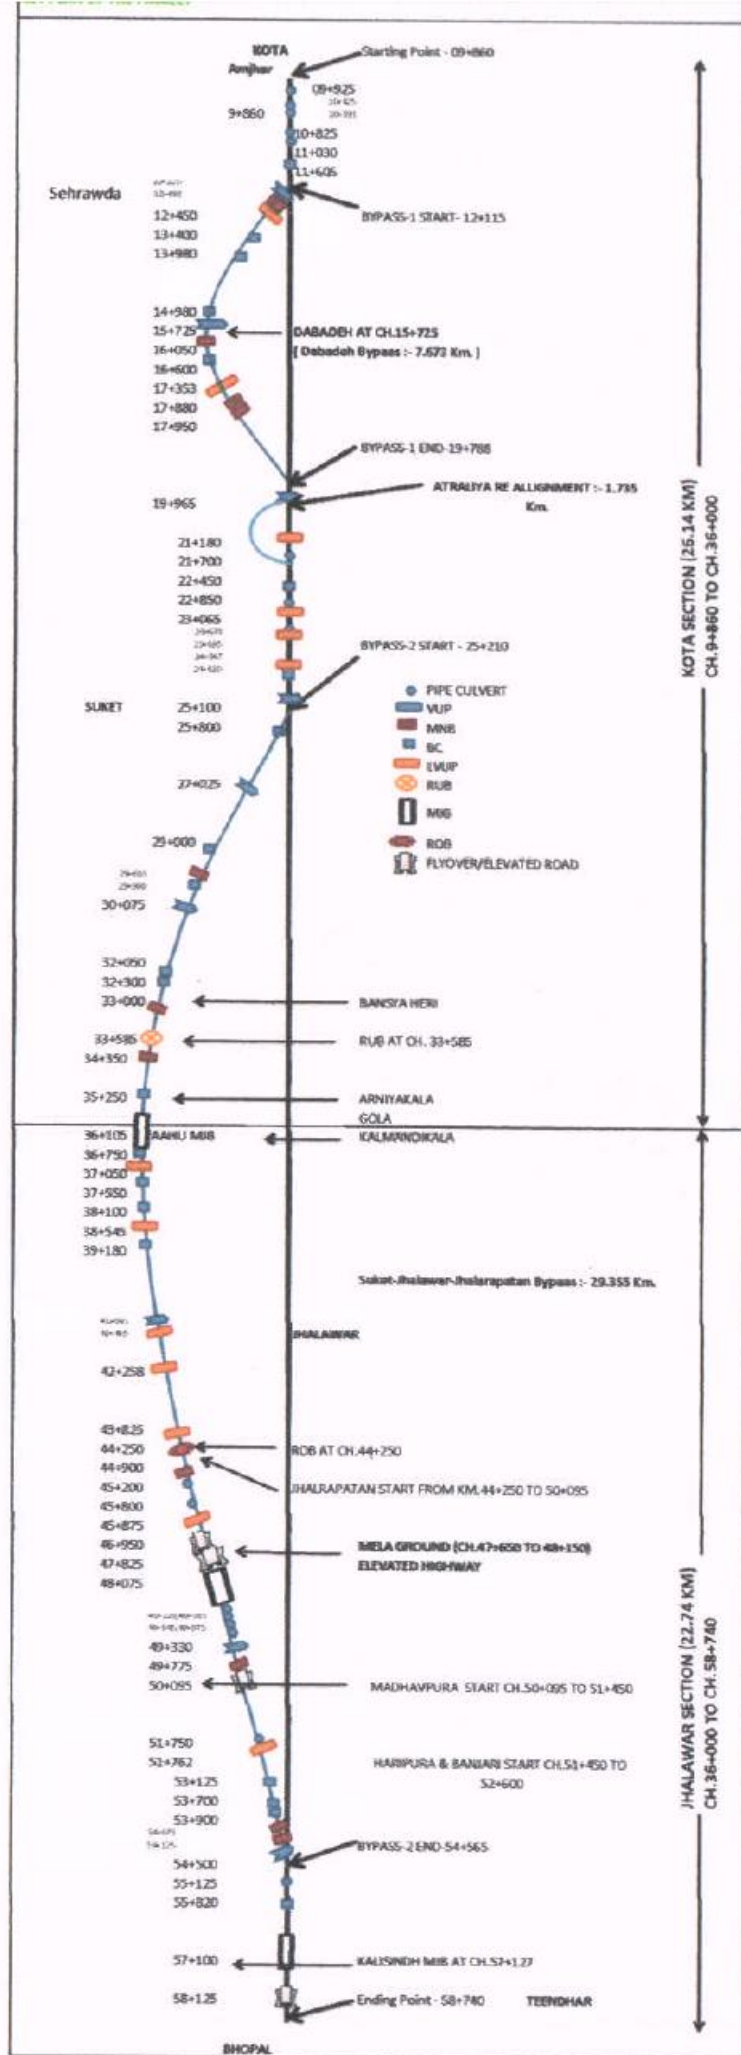 KOTA
Amjhar
Starting Point - 09+860
09+925
9+860
10+825
11+030
11+605
Sehrawda
12+450
BYPASS-1 START- 12+115
13+400
13+980
14+980
15+725
DABADEH AT CH.15+725
16+050
( Dabadeh Bypass :- 7.673 Km. )
16+600
17+353
17+880
17+950
BYPASS-1 END-19+788
ATRALIYA RE ALLIGNMENT :- 1.735
Km.
19+965
21+180
21+700
22+450
22+850
23+065
BYPASS-2 START - 25+210
SUKET
25+100
25+800
PIPE CULVERT
VUP
MNB
BC
LVUP
RUB
MJB
ROB
FLYOVER/ELEVATED ROAD
27+025
29+000
30+075
32+050
32+300
33+000
BANSIYA HERI
33+585
RUB AT CH. 33+585
34+350
35+250
ARNIYAKALA
GOLA
36+105
AAHU MJB
KALMANDIKALA
36+750
37+050
37+550
38+100
38+545
39+180
KOTA SECTION (26.14 KM)
CH.9+860 TO CH.36+000
Suket-Jhalawar-Jhalarapatan Bypass :- 29.355 Km.
JHALAWAR
42+258
43+825
44+250
ROB AT CH.44+250
44+900
45+200
JHALRAPATAN START FROM KM.44+250 TO 50+095
45+800
45+875
46+950
MELA GROUND (CH.47+650 TO 48+150)
47+825
ELEVATED HIGHWAY
48+075
49+330
49+775
50+095
MADHAVPURA START CH.50+095 TO 51+450
51+750
51+762
HARIPURA & BANJARI START CH.51+450 TO
52+600
53+125
53+700
53+900
BYPASS-2 END-54+565
54+500
55+125
55+820
57+100
KALISINDH MJB AT CH.57+127
58+125
Ending Point - 58+740
TEENDHAR
BHOPAL
JHALAWAR SECTION (22.74 KM)
CH.36+000 TO CH.58+740